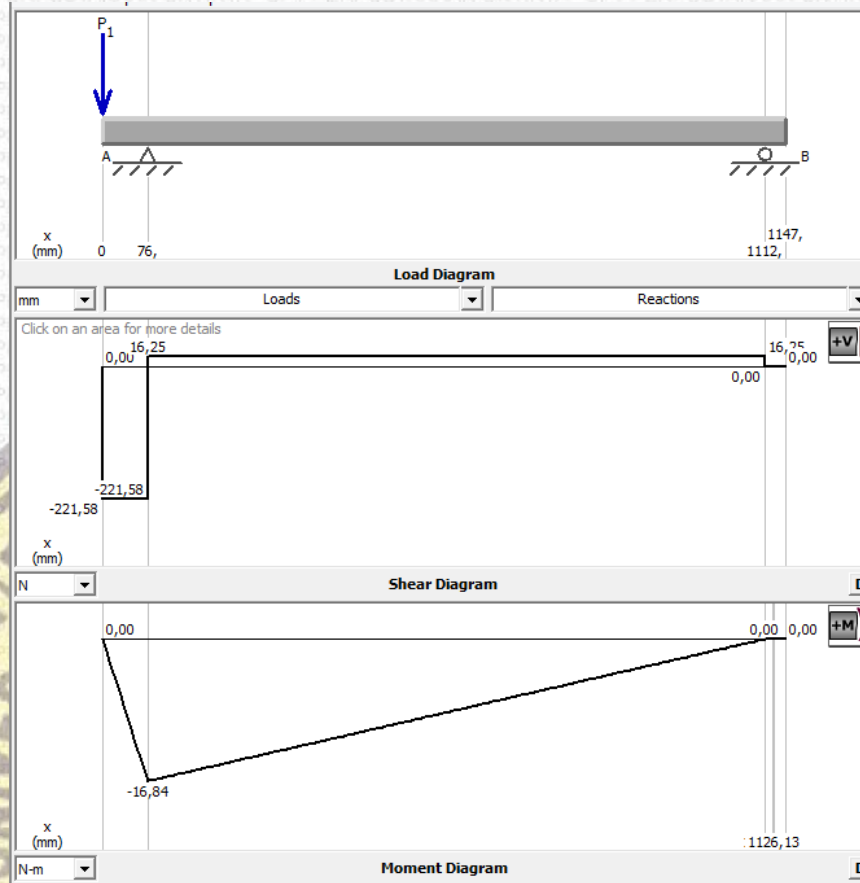 P1
A
B
x
(mm)
0
76,
1112,
1147,
Load Diagram
mm
Loads
Reactions
Click on an area for more details
0,00
16,25
16,25
0,00
0,00
+V
-221,58
-221,58
x
(mm)
N
Shear Diagram
0,00
0,00
0,00
+M
-16,84
x
(mm)
1126,13
N-m
Moment Diagram